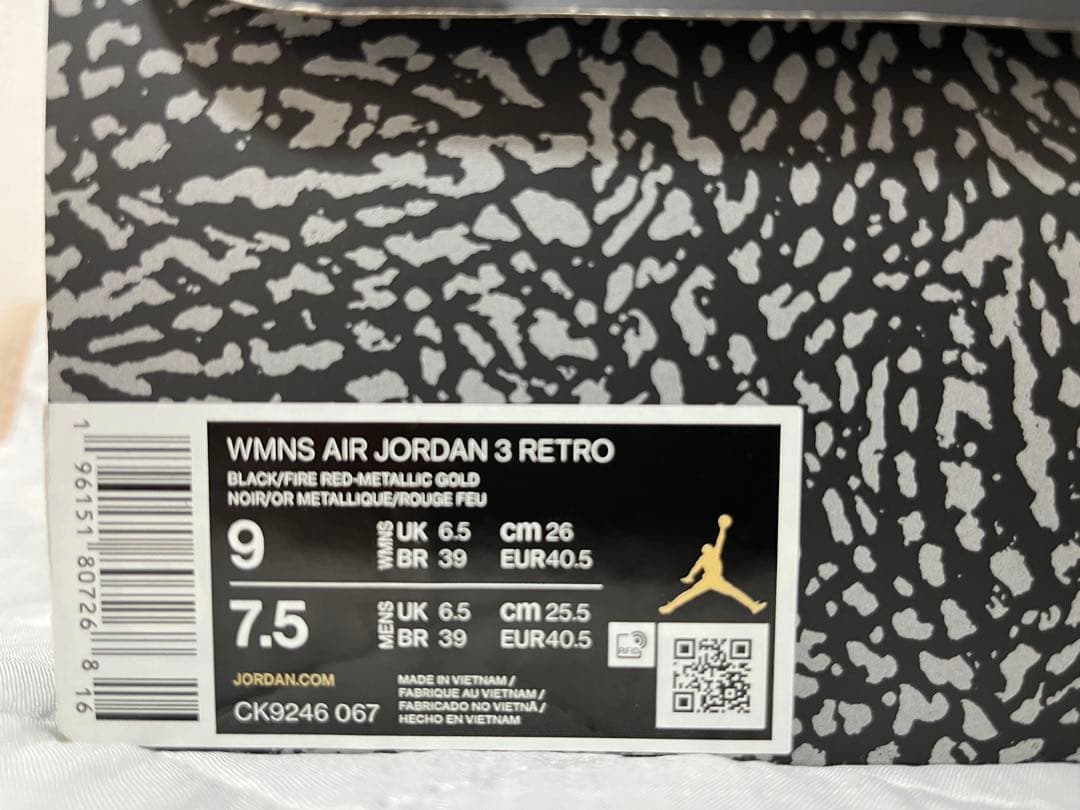 WMNS AIR JORDAN 3 RETRO
BLACK/FIRE RED-METALLIC GOLD
NOIR/OR METALLIQUE/ROUGE FEU
9 WMNS UK 6.5 cm 26
BR 39 EUR40.5
7.5 MENS UK 6.5 cm 25.5
BR 39 EUR40.5
JORDAN.COM
CK9246 067
MADE IN VIETNAM /
FABRIQUE AU VIETNAM /
FABRICADO NO VIETNÃ /
HECHO EN VIETNAM
RFID
1 96151 80726 8 16